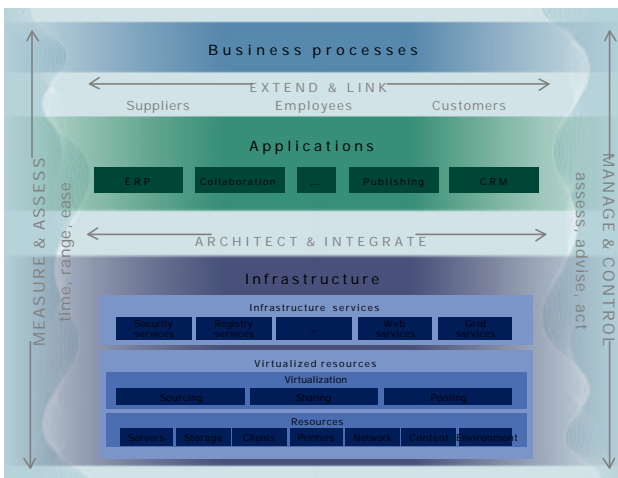 Business processes
EXTEND & LINK
Suppliers Employees Customers
Applications
ERP Collaboration ... Publishing CRM
ARCHITECT & INTEGRATE
Infrastructure
Infrastructure services
Security services Registry services ... Web services Grid services
Virtualized resources
Virtualization
Sourcing Sharing Pooling
Resources
Servers Storage Clients Printers Network Content Environment
MEASURE & ASSESS
time, range, ease
assess, advise, act
MANAGE & CONTROL